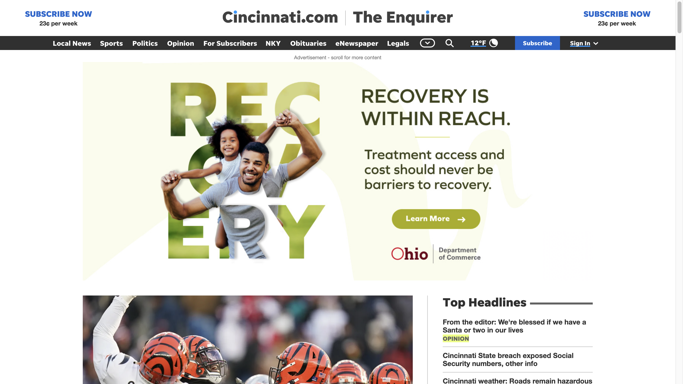 SUBSCRIBE NOW
23¢ per week
Cincinnati.com | The Enquirer
SUBSCRIBE NOW
23¢ per week
Local News Sports Politics Opinion For Subscribers NKY Obituaries eNewspaper Legals 12°F Subscribe Sign In
Advertisement - scroll for more content
RECOVERY
RECOVERY IS
WITHIN REACH.
Treatment access and
cost should never be
barriers to recovery.
Learn More →
Ohio
Department
of Commerce
Top Headlines
From the editor: We're blessed if we have a
Santa or two in our lives
OPINION
Cincinnati State breach exposed Social
Security numbers, other info
Cincinnati weather: Roads remain hazardous